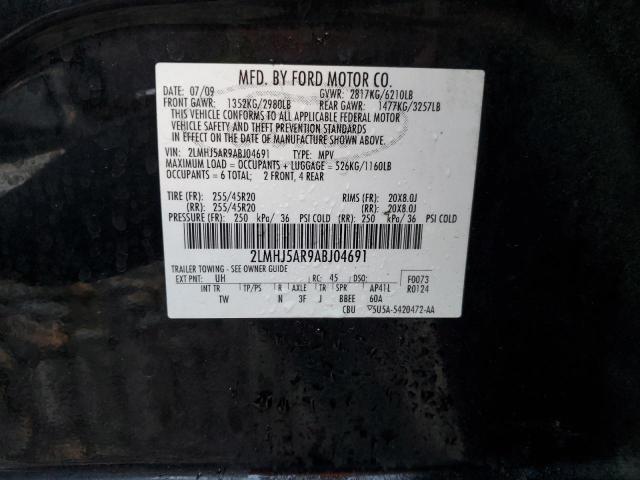 MFD. BY FORD MOTOR CO.
DATE: 07/09 GVWR: 2817KG/6210LB
FRONT GAWR: 1352KG/2980LB REAR GAWR: 1477KG/3257LB
THIS VEHICLE CONFORMS TO ALL APPLICABLE FEDERAL MOTOR
VEHICLE SAFETY AND THEFT PREVENTION STANDARDS
IN EFFECT ON THE DATE OF MANUFACTURE SHOWN ABOVE.
VIN: 2LMHJ5AR9ABJ04691 TYPE: MPV
MAXIMUM LOAD = OCCUPANTS + LUGGAGE = 526KG/1160LB
OCCUPANTS = 6 TOTAL; 2 FRONT, 4 REAR
TIRE (FR): 255/45R20 RIMS (FR): 20X8.0J
(RR): 255/45R20 (RR): 20X8.0J
PRESSURE (FR): 250 kPa/ 36 PSI COLD (RR): 250 kPa/ 36 PSI COLD
2LMHJ5AR9ABJ04691
TRAILER TOWING - SEE OWNER GUIDE
EXT PNT: UH RC: 45 DSO: F0073
INT TR TP/PS R AXLE TR SPR AP4IL R0124
TW N 3F J BBEE 60A
CBU 5U5A-5420472-AA